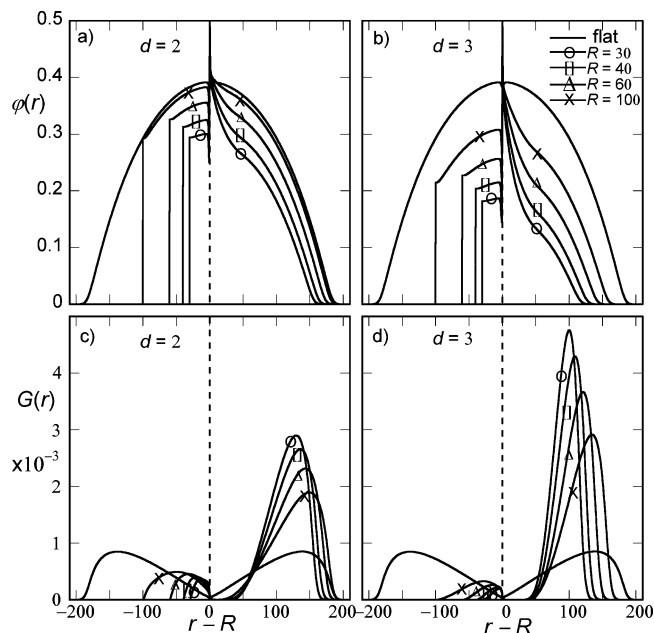 a)
d = 2
0.5
0.4
φ(r)
0.3
0.2
0.1
0
b)
d = 3
flat
R = 30
R = 40
R = 60
R = 100
c)
d = 2
4
G(r)
3
x10⁻³
2
1
0
−200 −100 0 100 200
r − R
d)
d = 3
−200 −100 0 100 200
r − R